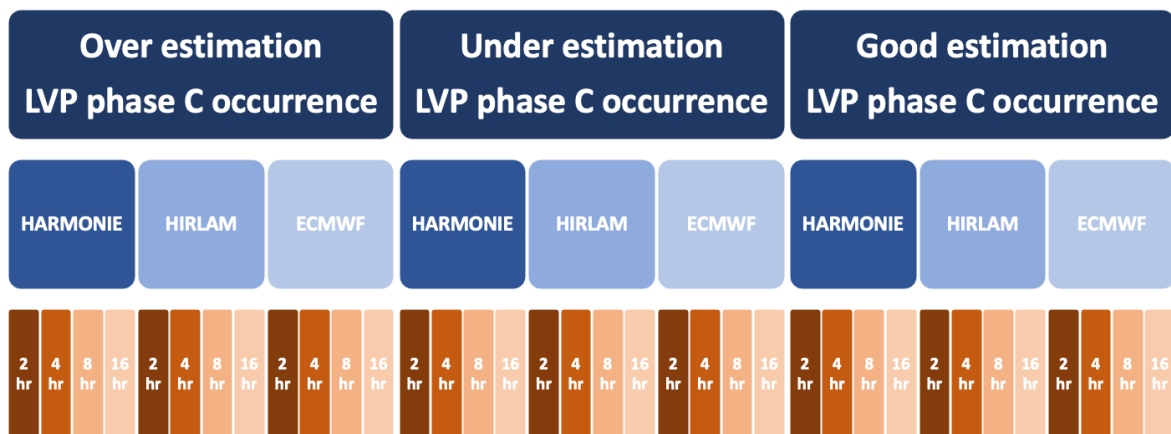 Over estimation
LVP phase C occurrence
Under estimation
LVP phase C occurrence
Good estimation
LVP phase C occurrence
HARMONIE
HIRLAM
ECMWF
HARMONIE
HIRLAM
ECMWF
HARMONIE
HIRLAM
ECMWF
2
hr
4
hr
8
hr
16
hr
2
hr
4
hr
8
hr
16
hr
2
hr
4
hr
8
hr
16
hr
2
hr
4
hr
8
hr
16
hr
2
hr
4
hr
8
hr
16
hr
2
hr
4
hr
8
hr
16
hr
2
hr
4
hr
8
hr
16
hr
2
hr
4
hr
8
hr
16
hr
2
hr
4
hr
8
hr
16
hr